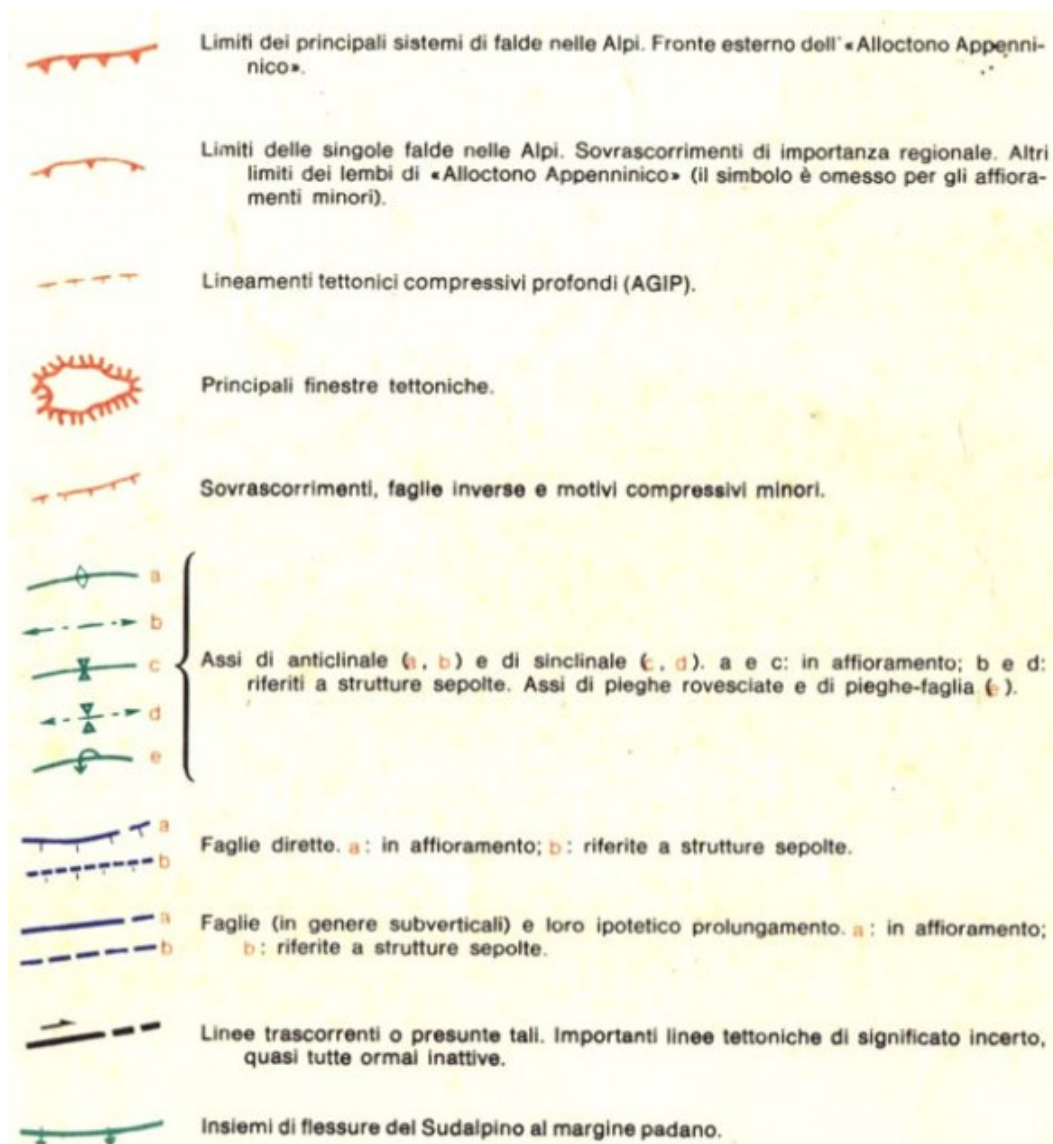 Limiti dei principali sistemi di falde nelle Alpi. Fronte esterno dell'«Alloctono Appenni-
nico».
Limiti delle singole falde nelle Alpi. Sovrascorrimenti di importanza regionale. Altri
limiti dei lembi di «Alloctono Appenninico» (il simbolo è omesso per gli affiora-
menti minori).
Lineamenti tettonici compressivi profondi (AGIP).
Principali finestre tettoniche.
Sovrascorrimenti, faglie inverse e motivi compressivi minori.
a
b
c
d
e
Assi di anticlinale (a, b) e di sinclinale (c, d). a e c: in affioramento; b e d:
riferiti a strutture sepolte. Assi di pieghe rovesciate e di pieghe-faglia (e).
a
b
Faglie dirette. a: in affioramento; b: riferite a strutture sepolte.
a
b
Faglie (in genere subverticali) e loro ipotetico prolungamento. a: in affioramento;
b: riferite a strutture sepolte.
Linee trascorrenti o presunte tali. Importanti linee tettoniche di significato incerto,
quasi tutte ormai inattive.
Insiemi di flessure del Sudalpino al margine padano.